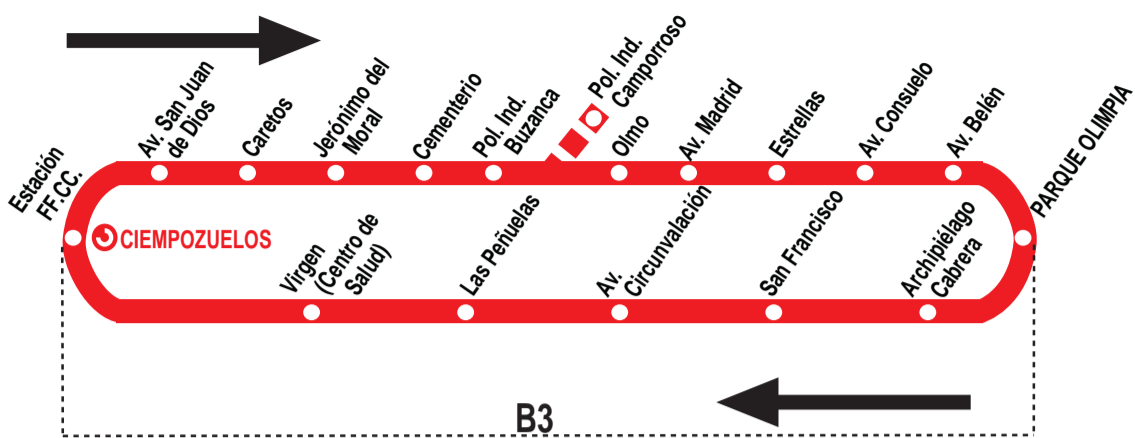 Estación
FF.CC.
Av. San Juan
de Dios
Caretos
Jerónimo del
Moral
Cementerio
Pol. Ind.
Buzanca
Pol. Ind.
Camporroso
Olmo
Av. Madrid
Estrellas
Av. Consuelo
Av. Belén
PARQUE OLIMPIA
CIEMPOZUELOS
Virgen
(Centro de
Salud)
Las Peñuelas
Av.
Circunvalación
San Francisco
Archipiélago
Cabrera
B3